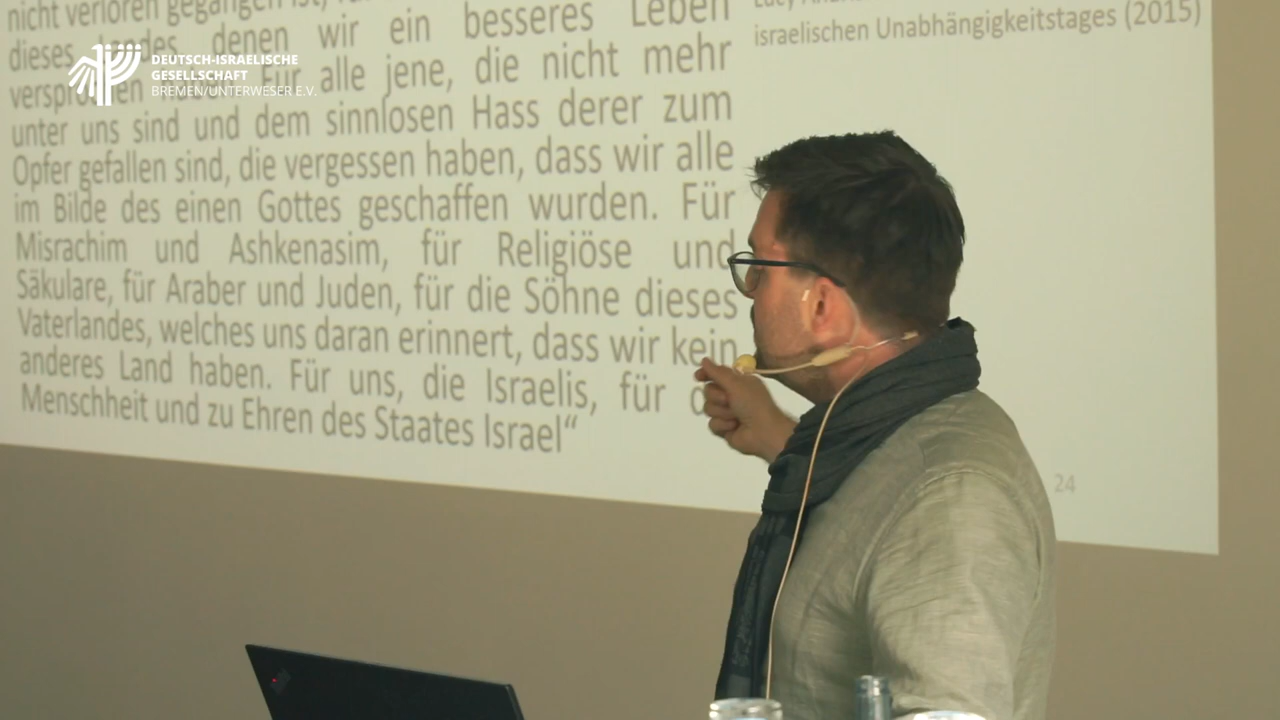 nicht verloren gegangen ist,
dieses Landes, denen wir ein besseres Leben
versprochen haben. Für alle jene, die nicht mehr
unter uns sind und dem sinnlosen Hass derer zum
Opfer gefallen sind, die vergessen haben, dass wir alle
im Bilde des einen Gottes geschaffen wurden. Für
Misrachim und Ashkenasim, für Religiöse und
Säkulare, für Araber und Juden, für die Söhne dieses
Vaterlandes, welches uns daran erinnert, dass wir kein
anderes Land haben. Für uns, die Israelis, für
Menschheit und zu Ehren des Staates Israel“
israelischen Unabhängigkeitstages (2015)
24
DEUTSCH-ISRAELISCHE
GESELLSCHAFT
BREMEN/UNTERWESER E.V.